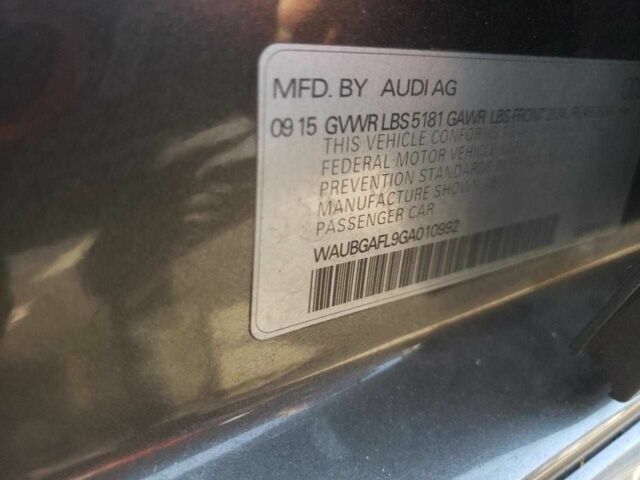 MFD. BY AUDI AG
09 15 GVWR LBS 5181 GAWR LBS FRONT
THIS VEHICLE
FEDERAL MOTOR VEHICLE
PREVENTION STANDARDS
MANUFACTURE SHOWN
PASSENGER CAR
WAUBGAFL9GA010992